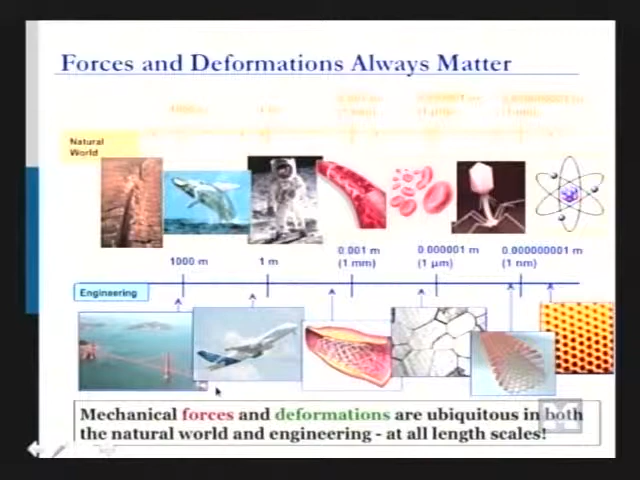 Forces and Deformations Always Matter
Natural
World
1000 m
1 m
0.001 m
(1 mm)
0.000001 m
(1 µm)
0.000000001 m
(1 nm)
Engineering
Mechanical forces and deformations are ubiquitous in both
the natural world and engineering - at all length scales!